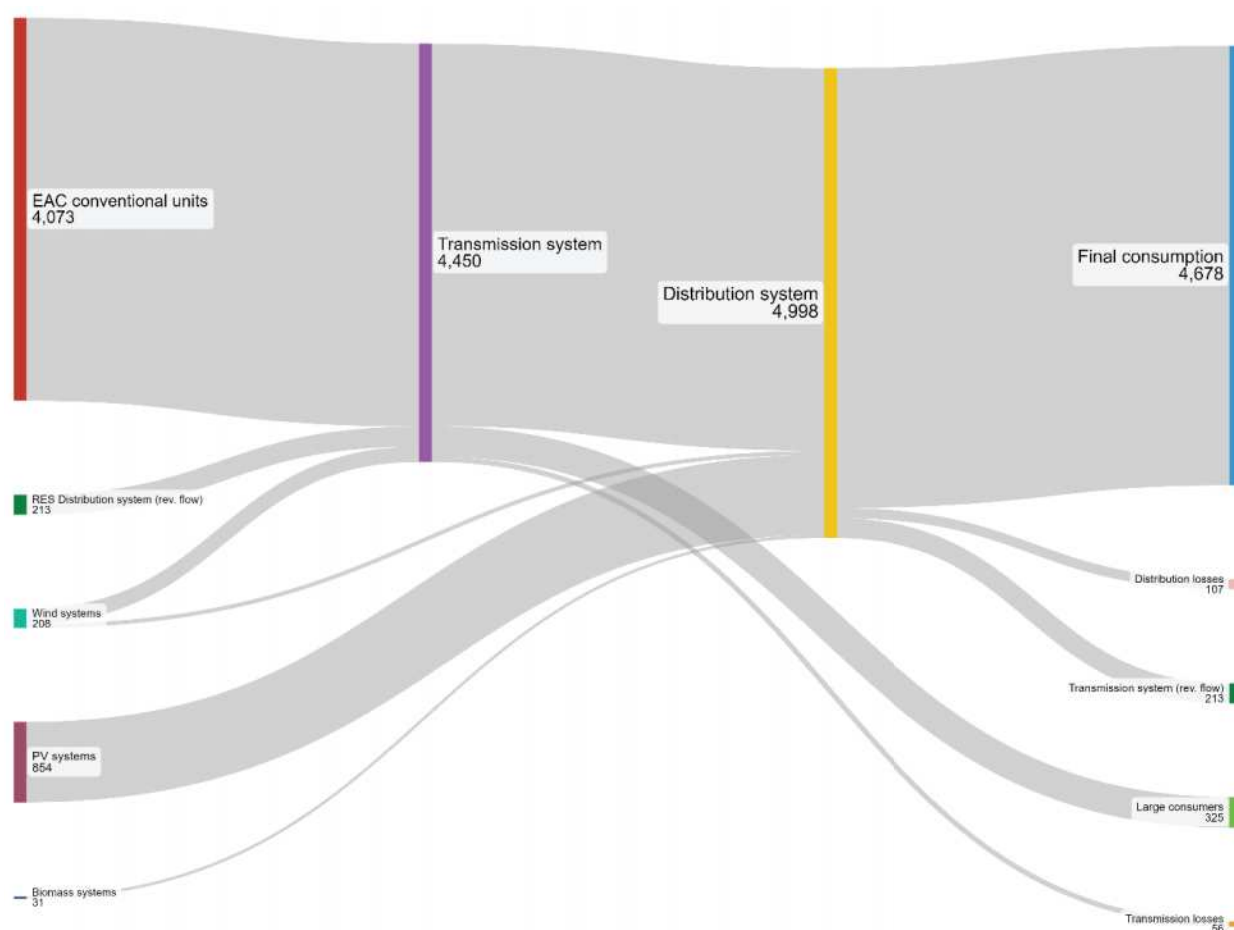 EAC conventional units
4,073
Transmission system
4,450
Distribution system
4,998
Final consumption
4,678
RES Distribution system (rev. flow)
213
Wind systems
208
PV systems
854
Biomass systems
31
Distribution losses
107
Transmission system (rev. flow)
213
Large consumers
325
Transmission losses
56